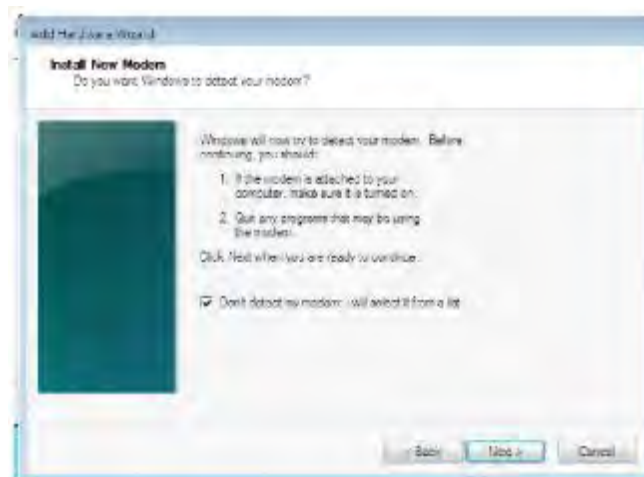 Add Hardware Wizard
Install New Modem
Do you want Windows to detect your modem?
Windows will now try to detect your modem. Before
continuing, you should:
1. If the modem is attached to your
computer, make sure it is turned on.
2. Quit any programs that may be using
the modem.
Click Next when you are ready to continue.
Don't detect my modem; I will select it from a list.
< Back
Next >
Cancel